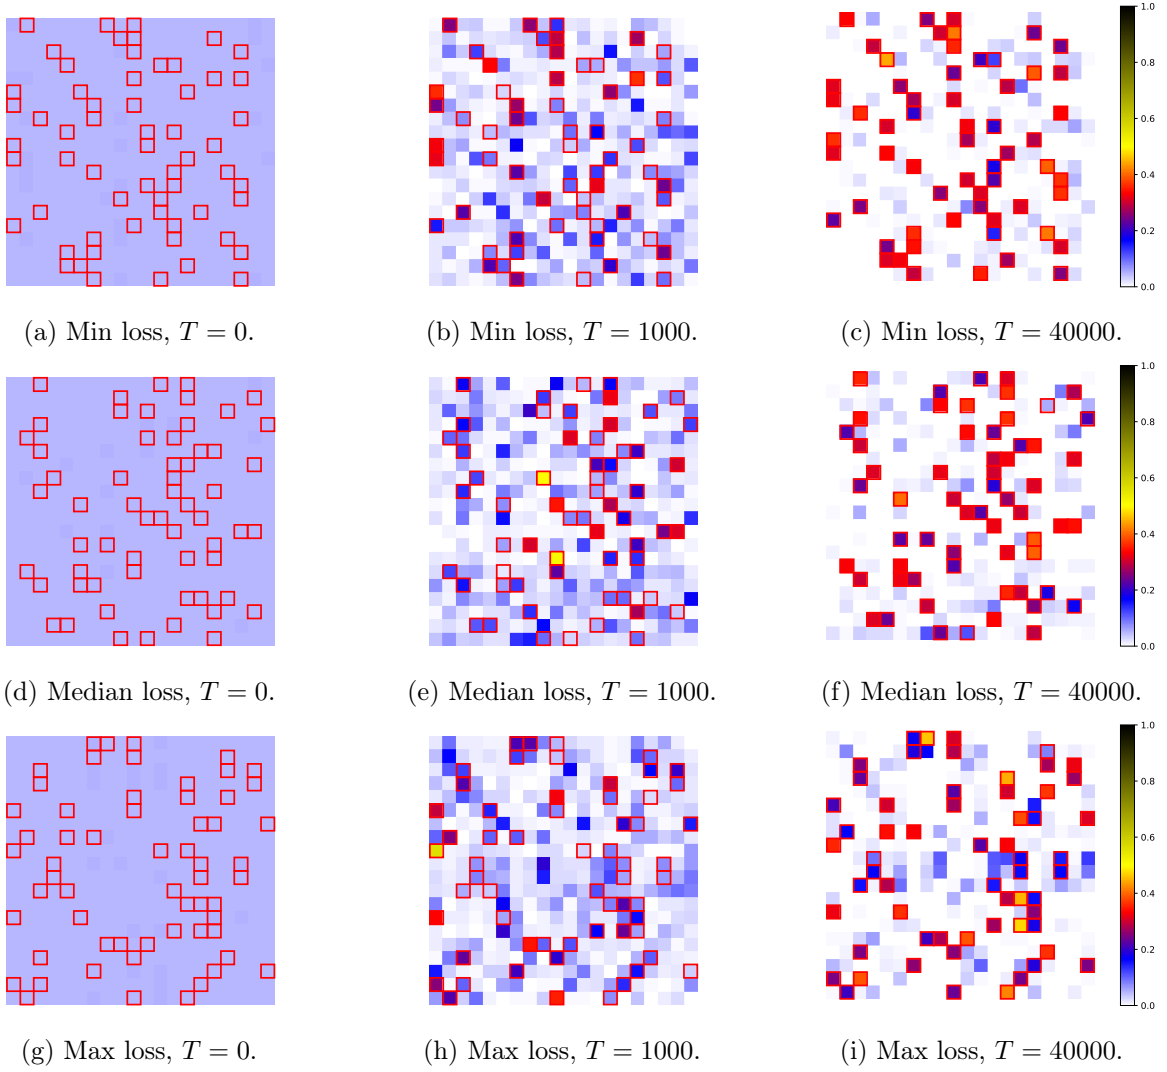 1.0
0.8
0.6
0.4
0.2
0.0
(a) Min loss, T = 0.
(b) Min loss, T = 1000.
(c) Min loss, T = 40000.
1.0
0.8
0.6
0.4
0.2
0.0
(d) Median loss, T = 0.
(e) Median loss, T = 1000.
(f) Median loss, T = 40000.
1.0
0.8
0.6
0.4
0.2
0.0
(g) Max loss, T = 0.
(h) Max loss, T = 1000.
(i) Max loss, T = 40000.